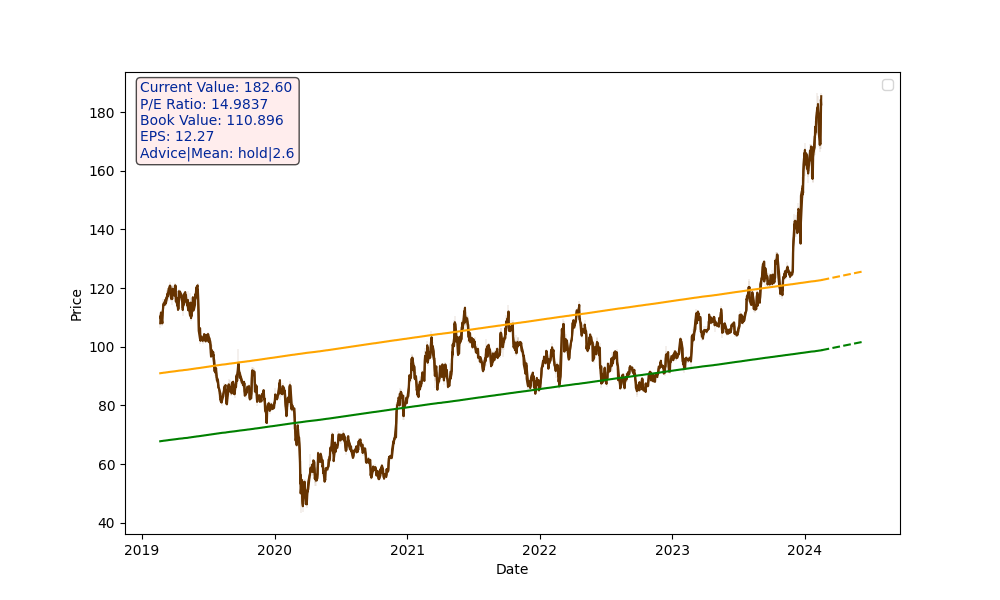 Current Value: 182.60
P/E Ratio: 14.9837
Book Value: 110.896
EPS: 12.27
Advice|Mean: hold|2.6
180
160
140
120
100
80
60
40
Price
2019 2020 2021 2022 2023 2024
Date